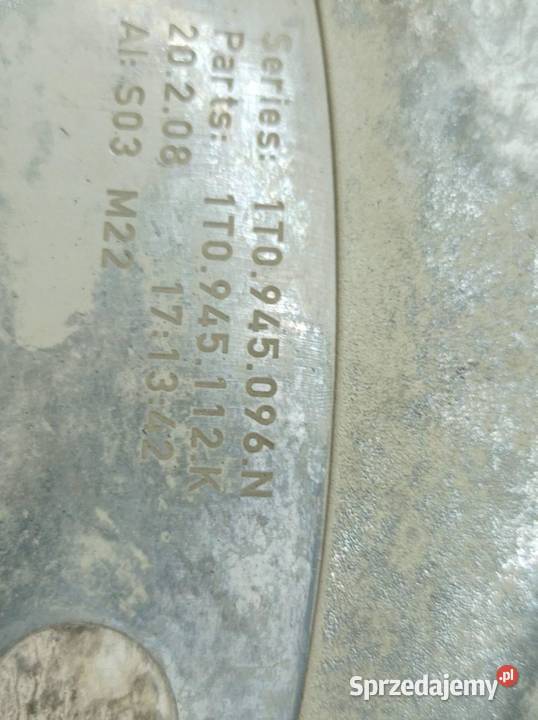 Series: 1T0.945.096.N
Parts: 1T0.945.112.K
20.2.08 17:13:42
AI: S03 M22
Sprzedajemy.pl